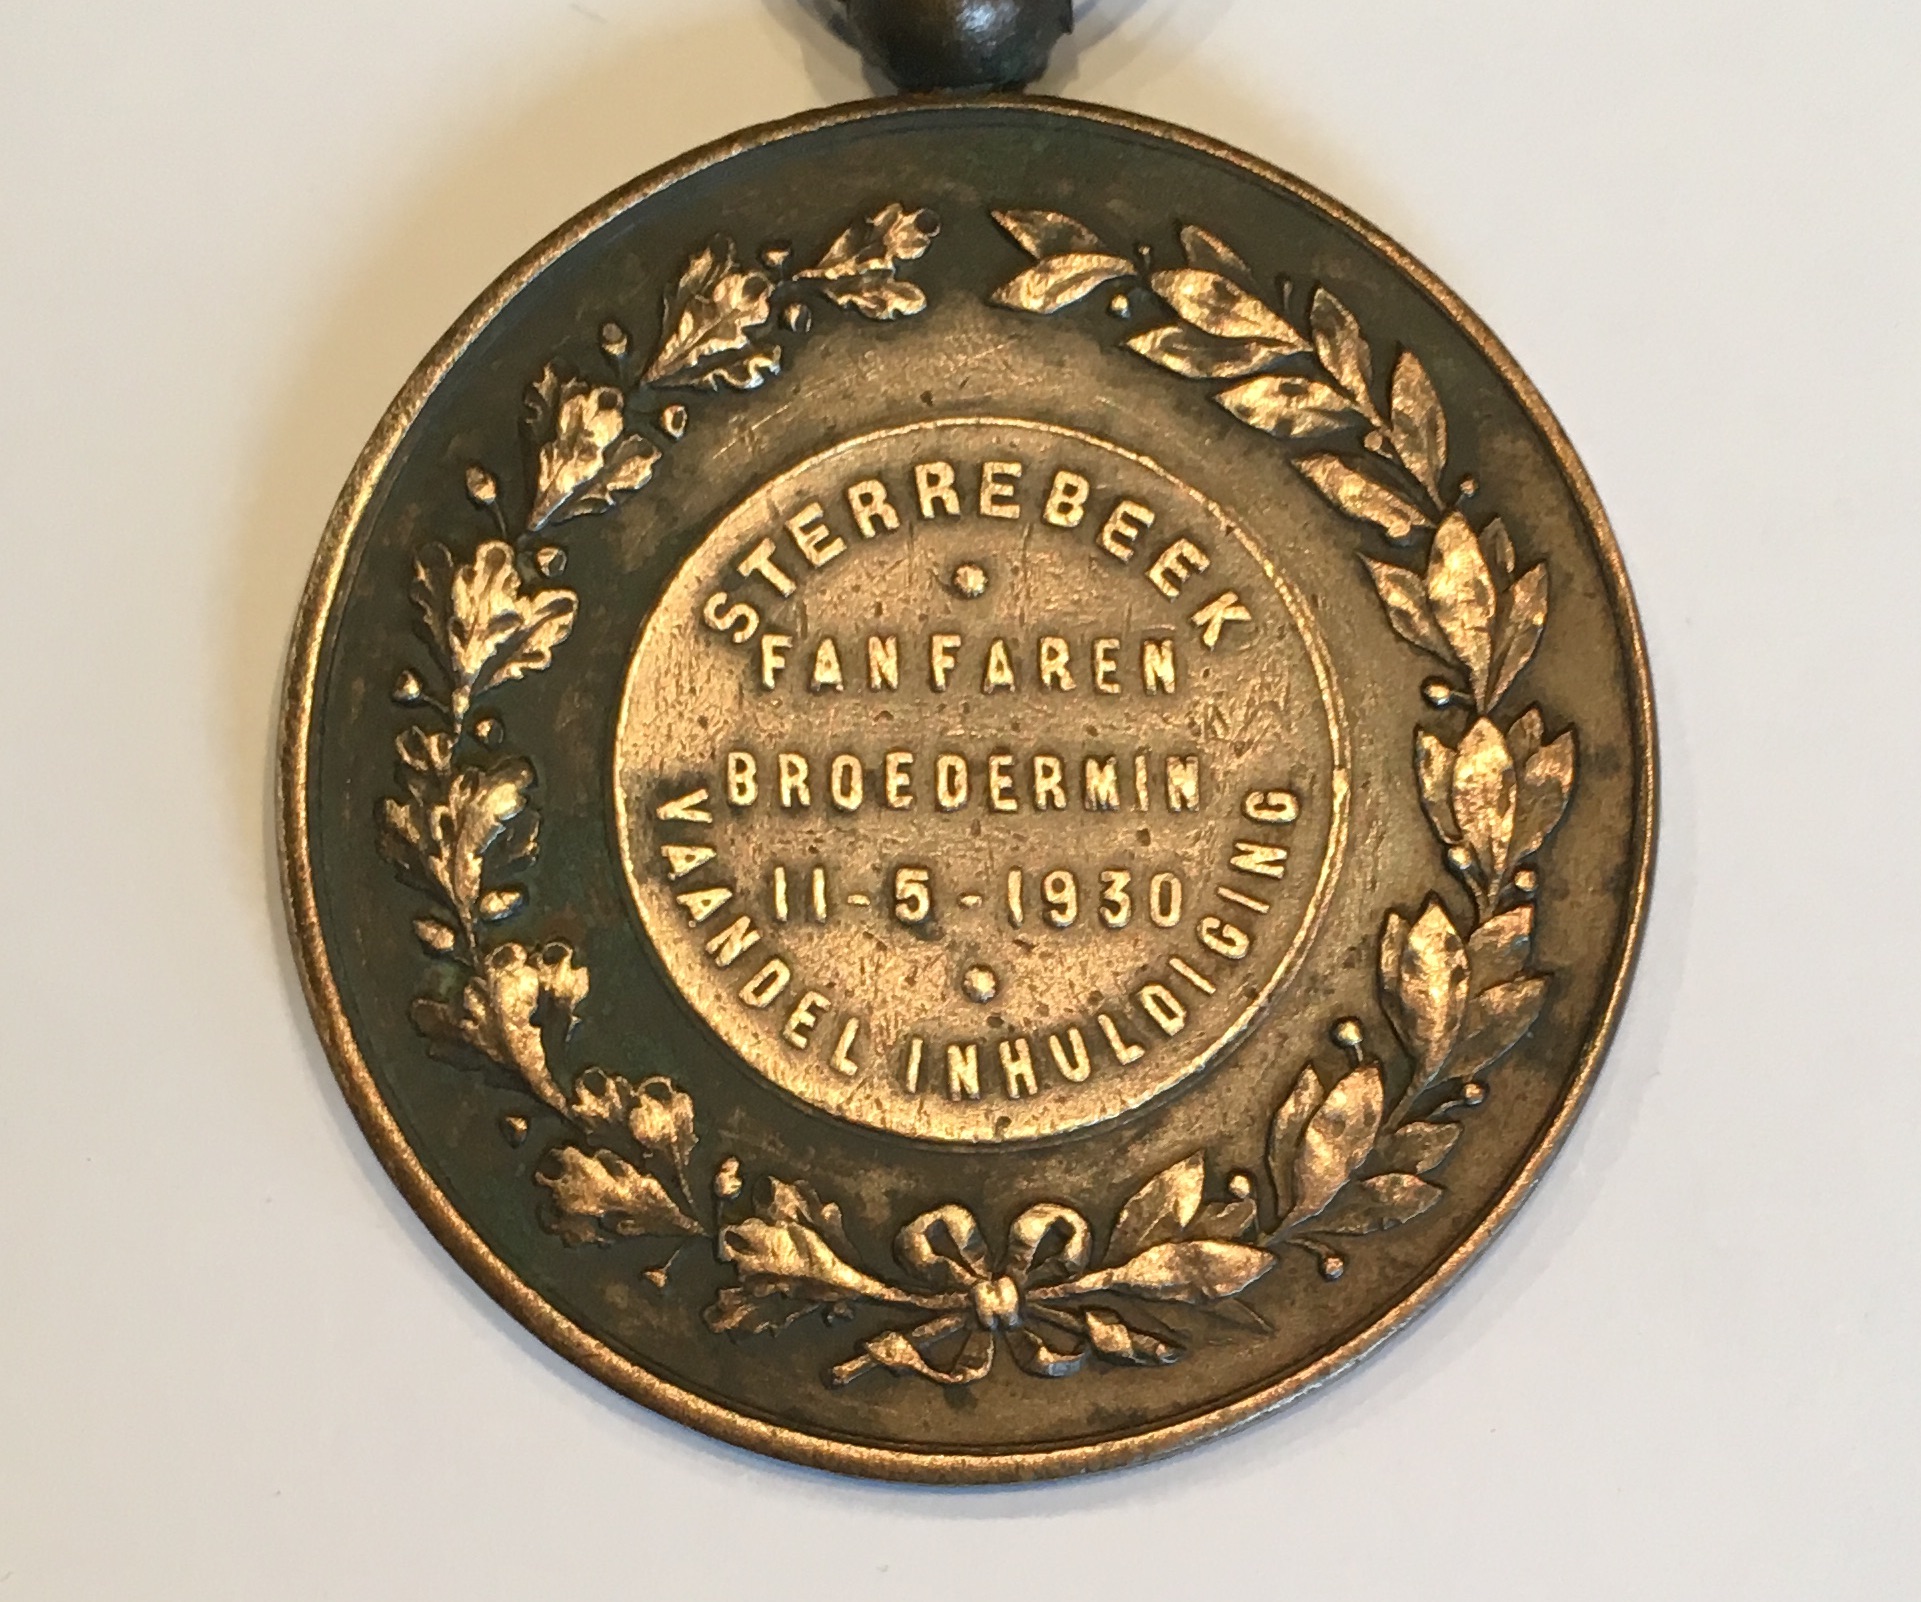 STERREBEEK
FANFAREN
BROEDERMIN
11-5-1930
VAANDEL INHULDIGING